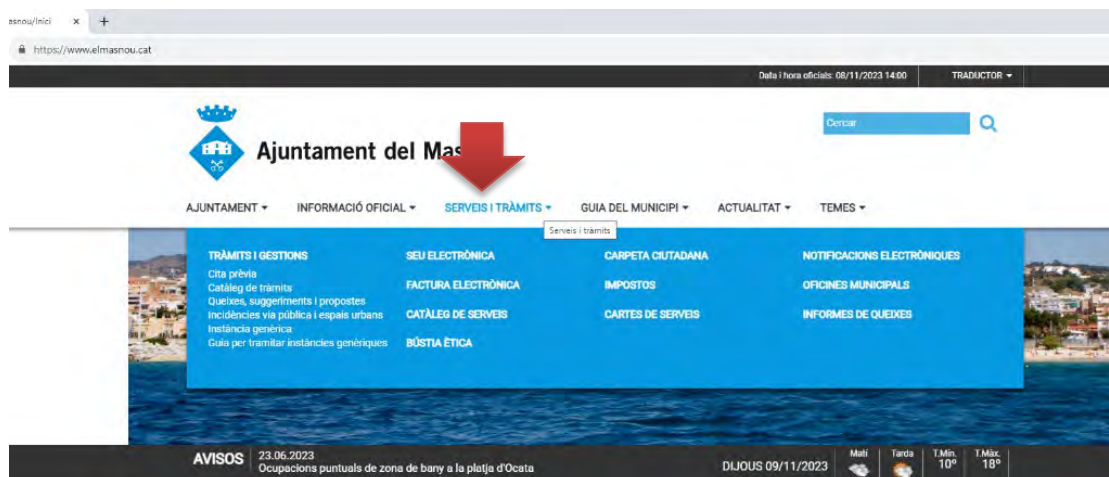 asnou/Inici x +
https://www.elmasnou.cat
Data i hora oficials: 08/11/2023 14:00 TRADUCTOR
Cercar
Ajuntament del Mas
AJUNTAMENT INFORMACIÓ OFICIAL SERVEIS I TRÀMITS GUIA DEL MUNICIPI ACTUALITAT TEMES
Serveis i tràmits
TRÀMITS I GESTIONS
Cita prèvia
Catàleg de tràmits
Queixes, suggeriments i propostes
Incidències via pública i espais urbans
Instància genèrica
Guia per tramitar instàncies genèriques
SEU ELECTRÒNICA
FACTURA ELECTRÒNICA
CATÀLEG DE SERVEIS
BÚSTIA ÈTICA
CARPETA CIUTADANA
IMPOSTOS
CARTES DE SERVEIS
NOTIFICACIONS ELECTRÒNIQUES
OFICINES MUNICIPALS
INFORMES DE QUEIXES
AVISOS
23.06.2023
Ocupacions puntuals de zona de bany a la platja d'Ocata
DIJOUS 09/11/2023
Matí
Tarda
T.Mín.
10º
T.Màx.
18º